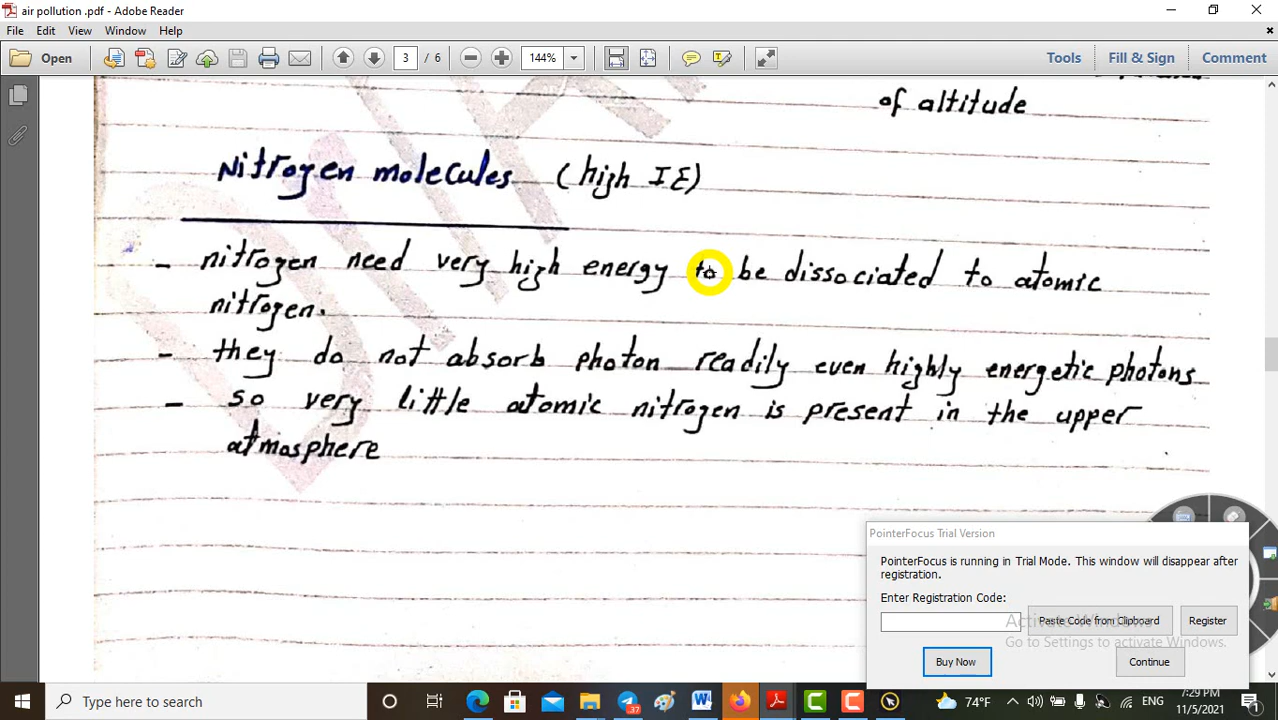 air pollution .pdf - Adobe Reader
File Edit View Window Help
Open 3 / 6 144% Tools Fill & Sign Comment
of altitude
Nitrogen molecules (high IE)
- nitrogen need very high energy to be dissociated to atomic
nitrogen.
- they do not absorb photon readily even highly energetic photons
- so very little atomic nitrogen is present in the upper
atmosphere
PointerFocus Trial Version
PointerFocus is running in Trial Mode. This window will disappear after
registration.
Enter Registration Code:
Paste Code from Clipboard Register
Activate Windows
Go to Settings to activate Windows.
Buy Now Continue
Type here to search 37 74°F ENG 7:29 PM
11/5/2021 1